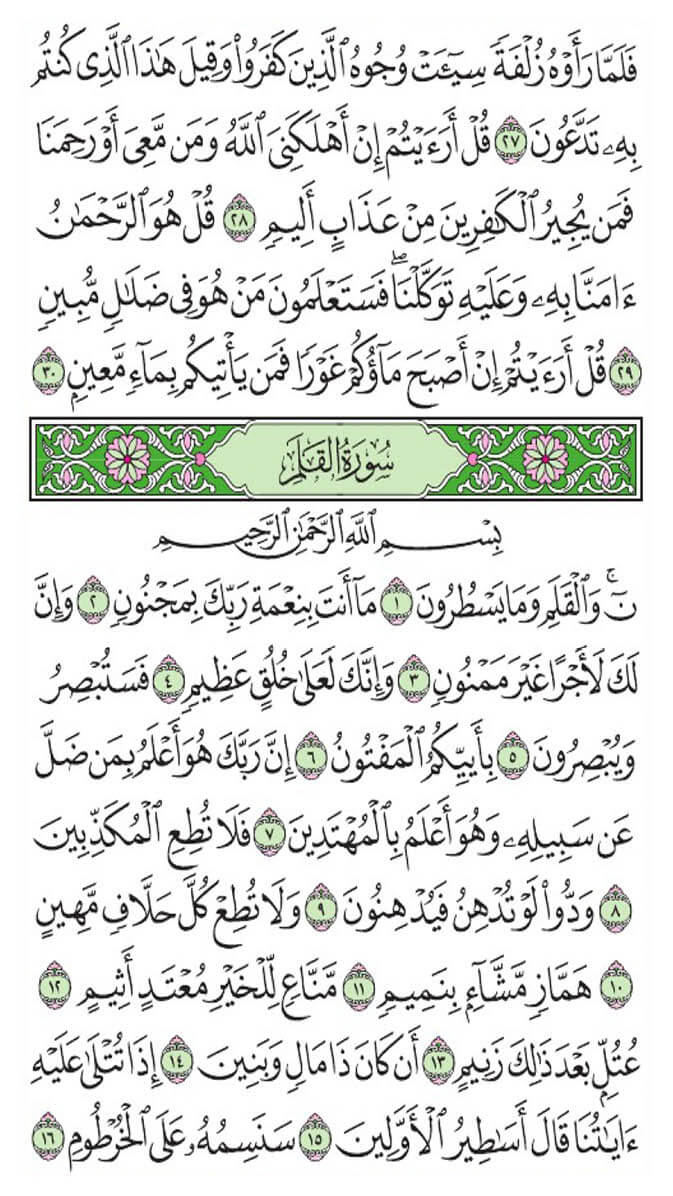 فَلَمَّا رَأَوْهُ زُلْفَةً سِيٓـَٔتْ وُجُوهُ ٱلَّذِينَ كَفَرُوا۟ وَقِيلَ هَٰذَا ٱلَّذِى كُنتُم
بِهِۦ تَدَّعُونَ ٢٧ قُلْ أَرَءَيْتُمْ إِنْ أَهْلَكَنِىَ ٱللَّهُ وَمَن مَّعِىَ أَوْ رَحِمَنَا
فَمَن يُجِيرُ ٱلْكَٰفِرِينَ مِنْ عَذَابٍ أَلِيمٍ ٢٨ قُلْ هُوَ ٱلرَّحْمَٰنُ
ءَامَنَّا بِهِۦ وَعَلَيْهِ تَوَكَّلْنَا ۖ فَسَتَعْلَمُونَ مَنْ هُوَ فِى ضَلَٰلٍ مُّبِينٍ
٢٩ قُلْ أَرَءَيْتُمْ إِنْ أَصْبَحَ مَآؤُكُمْ غَوْرًا فَمَن يَأْتِيكُم بِمَآءٍ مَّعِينٍۭ ٣٠
سُورَةُ القَلَمِ
بِسْمِ ٱللَّهِ ٱلرَّحْمَٰنِ ٱلرَّحِيمِ
نٓ ۚ وَٱلْقَلَمِ وَمَا يَسْطُرُونَ ١ مَآ أَنتَ بِنِعْمَةِ رَبِّكَ بِمَجْنُونٍ ٢ وَإِنَّ
لَكَ لَأَجْرًا غَيْرَ مَمْنُونٍ ٣ وَإِنَّكَ لَعَلَىٰ خُلُقٍ عَظِيمٍ ٤ فَسَتُبْصِرُ
وَيُبْصِرُونَ ٥ بِأَييِّكُمُ ٱلْمَفْتُونُ ٦ إِنَّ رَبَّكَ هُوَ أَعْلَمُ بِمَن ضَلَّ
عَن سَبِيلِهِۦ وَهُوَ أَعْلَمُ بِٱلْمُهْتَدِينَ ٧ فَلَا تُطِعِ ٱلْمُكَذِّبِينَ
٨ وَدُّوا۟ لَوْ تُدْهِنُ فَيُدْهِنُونَ ٩ وَلَا تُطِعْ كُلَّ حَلَّافٍ مَّهِينٍ
١٠ هَمَّازٍ مَّشَّآءٍۭ بِنَمِيمٍ ١١ مَّنَّاعٍ لِّلْخَيْرِ مُعْتَدٍ أَثِيمٍ ١٢
عُتُلٍّۭ بَعْدَ ذَٰلِكَ زَنِيمٍ ١٣ أَن كَانَ ذَا مَالٍ وَبَنِينَ ١٤ إِذَا تُتْلَىٰ عَلَيْهِ
ءَايَٰتُنَا قَالَ أَسَٰطِيرُ ٱلْأَوَّلِينَ ١٥ سَنَسِمُهُۥ عَلَى ٱلْخُرْطُومِ ١٦